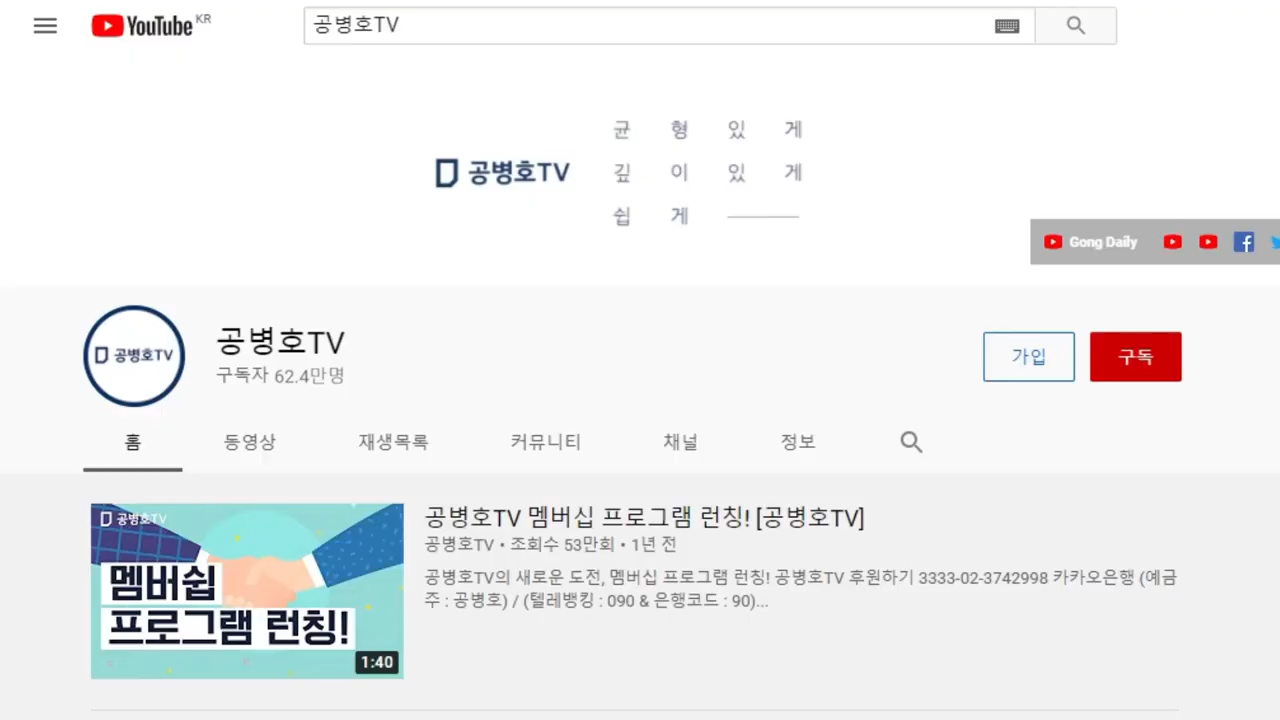 YouTube KR
공병호TV
균 형 있 게
공병호TV
깊 이 있 게
쉽 게
Gong Daily
공병호TV
공병호TV
구독자 62.4만명
가입
구독
홈
동영상
재생목록
커뮤니티
채널
정보
공병호TV
멤버쉽
프로그램 런칭!
1:40
공병호TV 멤버십 프로그램 런칭! [공병호TV]
공병호TV • 조회수 53만회 • 1년 전
공병호TV의 새로운 도전, 멤버십 프로그램 런칭! 공병호TV 후원하기 3333-02-3742998 카카오은행 (예금
주 : 공병호) / (텔레뱅킹 : 090 & 은행코드 : 90)...